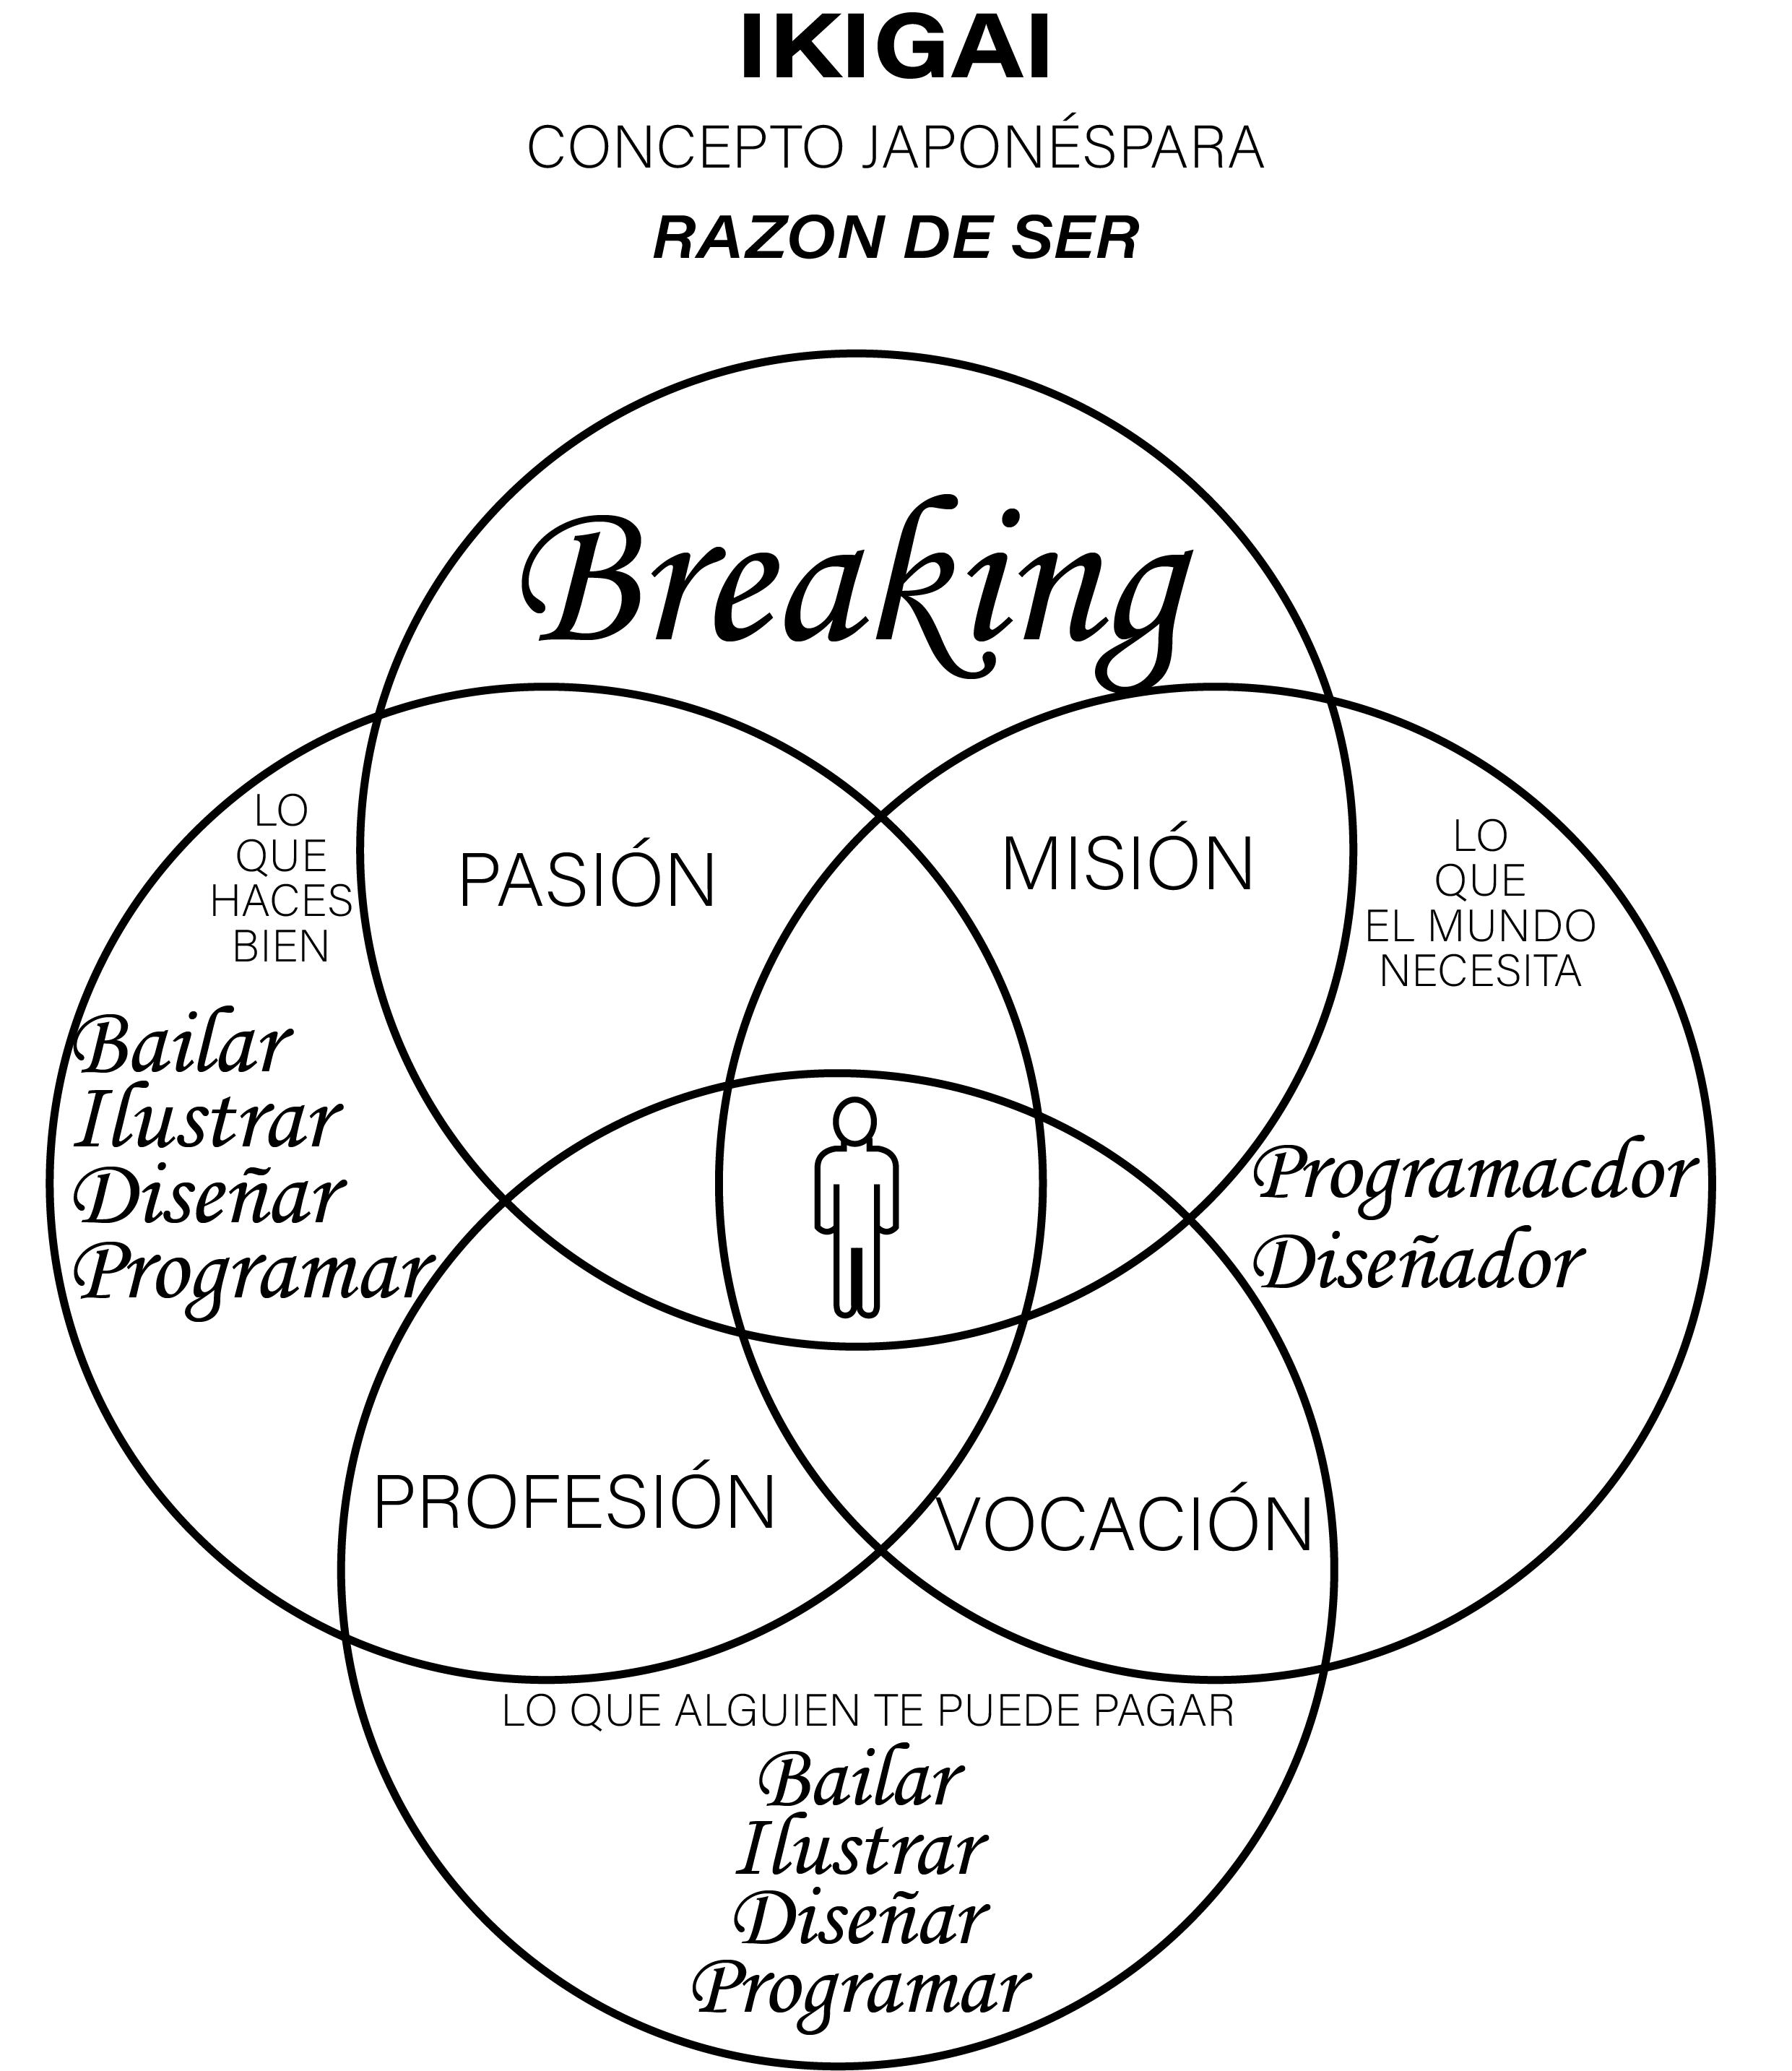 IKIGAI
CONCEPTO JAPONÉSPARA
RAZON DE SER
Breaking
LO
QUE
HACES
BIEN
PASIÓN
MISIÓN
LO
QUE
EL MUNDO
NECESITA
Bailar
Ilustrar
Diseñar
Programar
Programacdor
Diseñador
PROFESIÓN
VOCACIÓN
LO QUE ALGUIEN TE PUEDE PAGAR
Bailar
Ilustrar
Diseñar
Programar